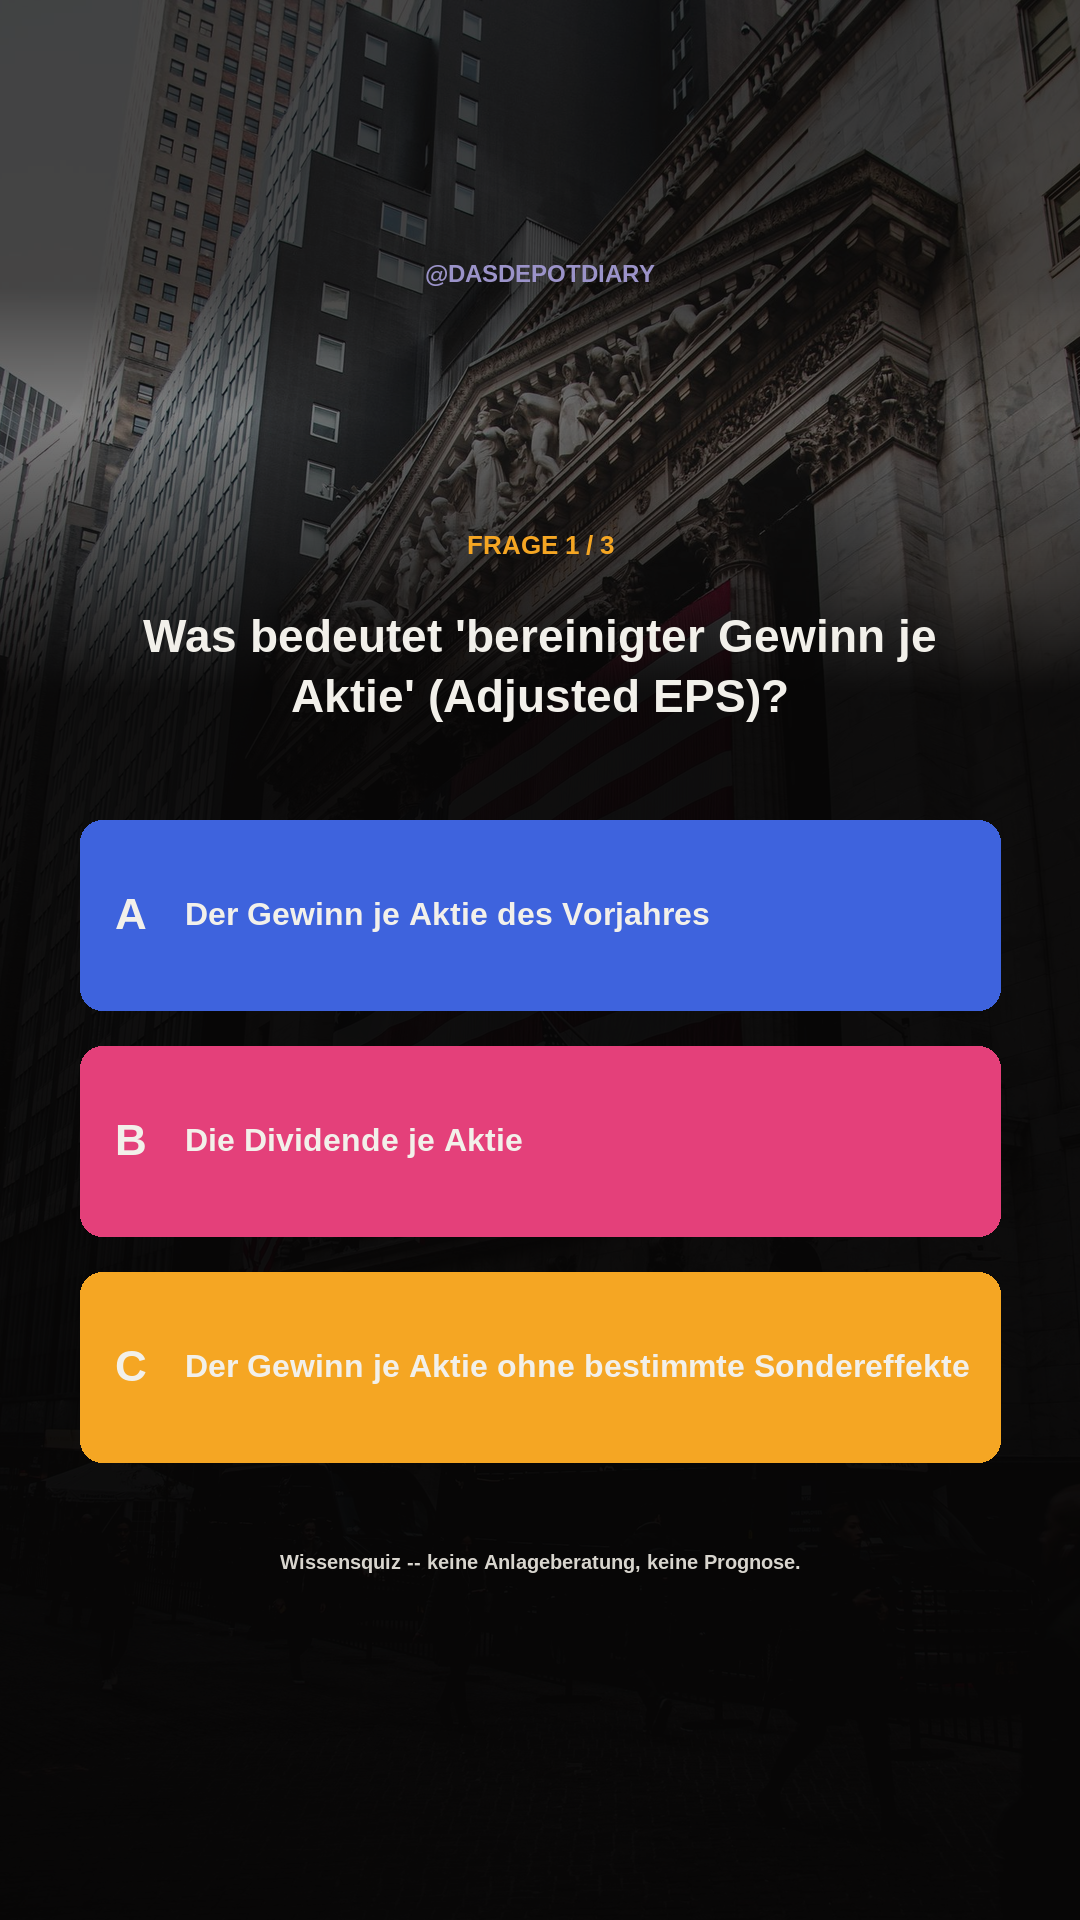 @DASDEPOTDIARY
FRAGE 1 / 3
Was bedeutet 'bereinigter Gewinn je
Aktie' (Adjusted EPS)?
A Der Gewinn je Aktie des Vorjahres
B Die Dividende je Aktie
C Der Gewinn je Aktie ohne bestimmte Sondereffekte
Wissensquiz -- keine Anlageberatung, keine Prognose.